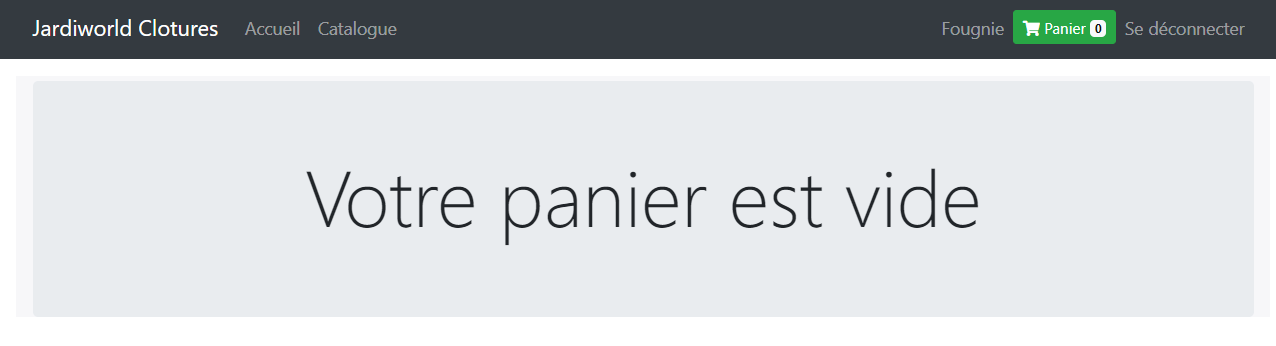 Jardiworld Clotures Accueil Catalogue Fougnie Panier 0 Se déconnecter
Votre panier est vide